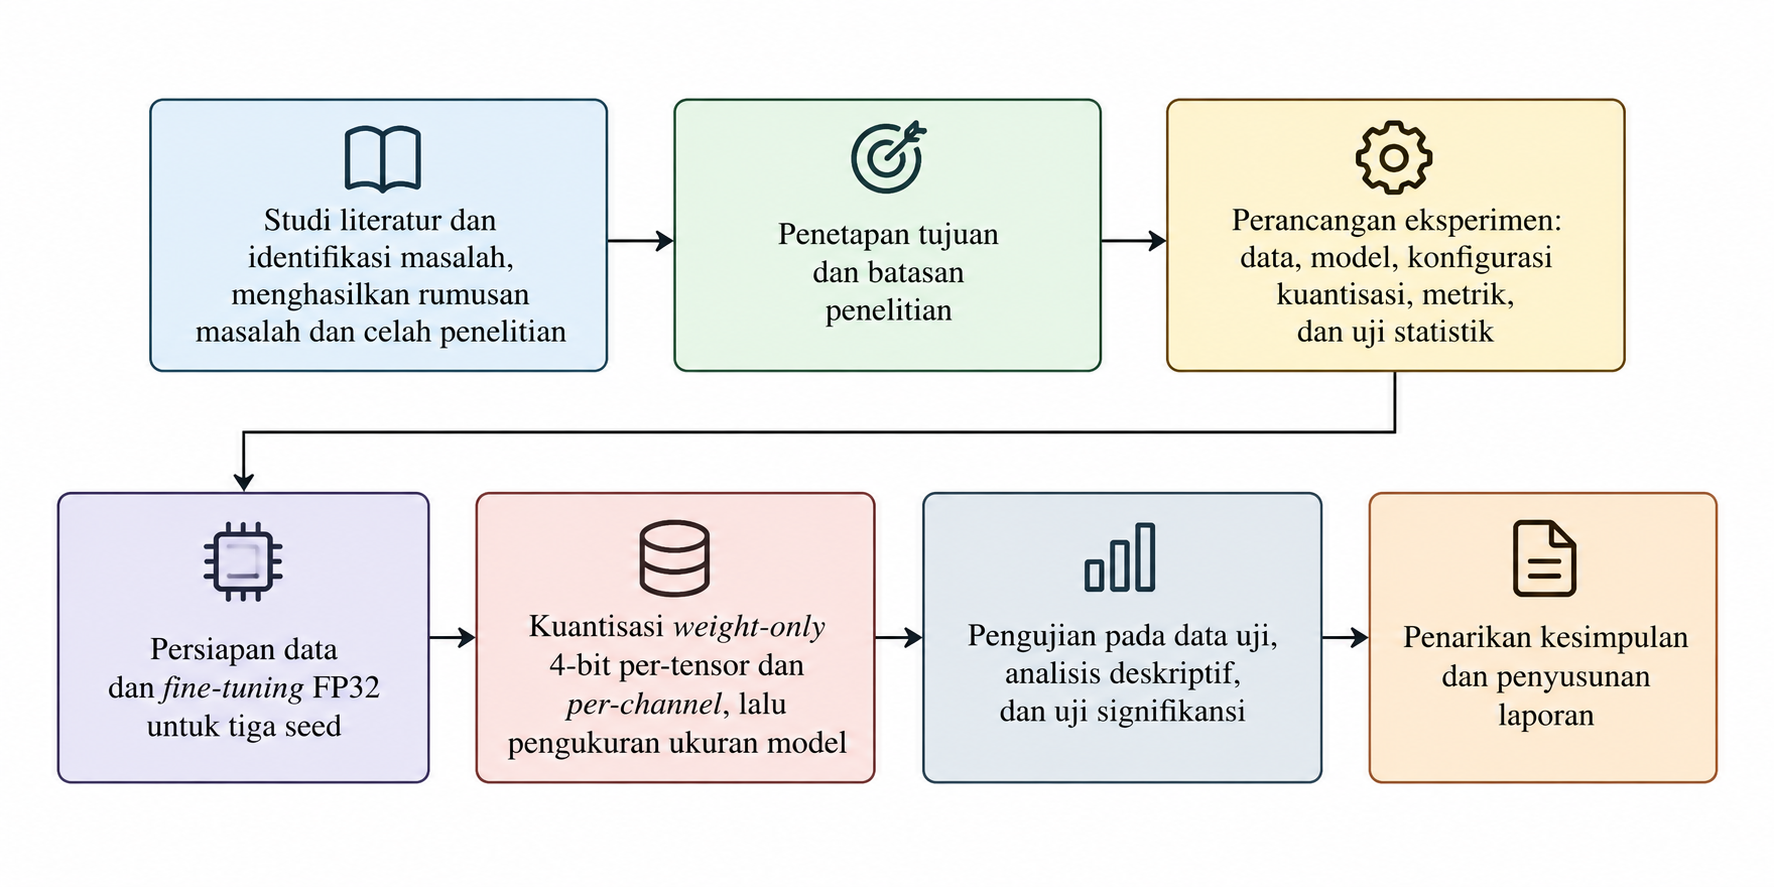 Studi literatur dan
identifikasi masalah,
menghasilkan rumusan
masalah dan celah penelitian
Penetapan tujuan
dan batasan
penelitian
Perancangan eksperimen:
data, model, konfigurasi
kuantisasi, metrik,
dan uji statistik
Persiapan data
dan fine-tuning FP32
untuk tiga seed
Kuantisasi weight-only
4-bit per-tensor dan
per-channel, lalu
pengukuran ukuran model
Pengujian pada data uji,
analisis deskriptif,
dan uji signifikansi
Penarikan kesimpulan
dan penyusunan
laporan